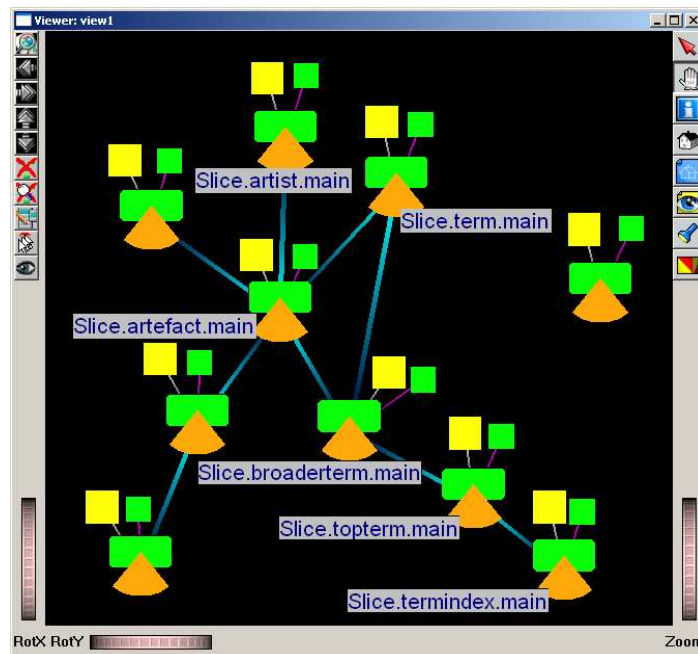 Viewer: view1
Slice.artist.main
Slice.term.main
Slice.artefact.main
Slice.broaderterm.main
Slice.topterm.main
Slice.termindex.main
RotX RotY
Zoom